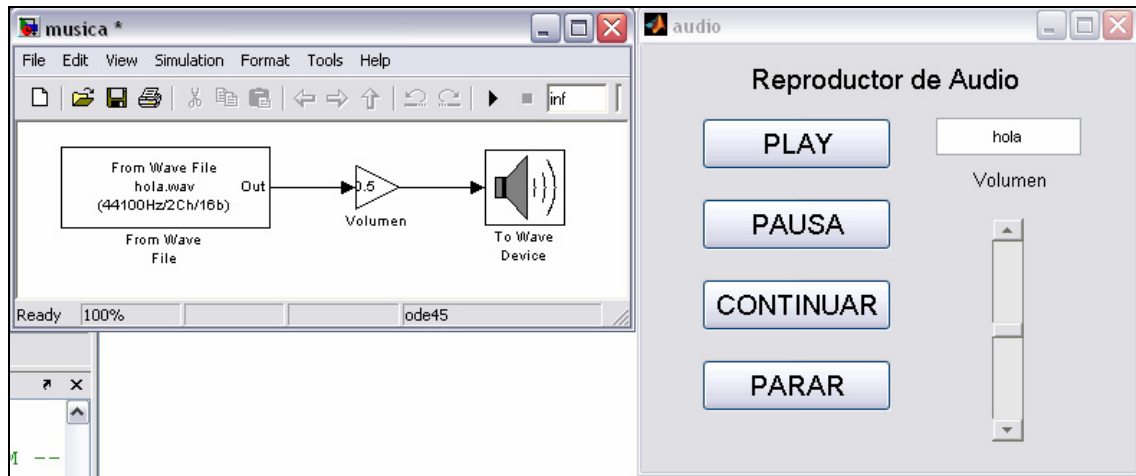 musica *
File Edit View Simulation Format Tools Help
inf
From Wave File
hola.wav
(44100Hz/2Ch/16b)
Out
From Wave
File
0.5
Volumen
To Wave
Device
Ready 100% ode45
M --
audio
Reproductor de Audio
PLAY
hola
Volumen
PAUSA
CONTINUAR
PARAR